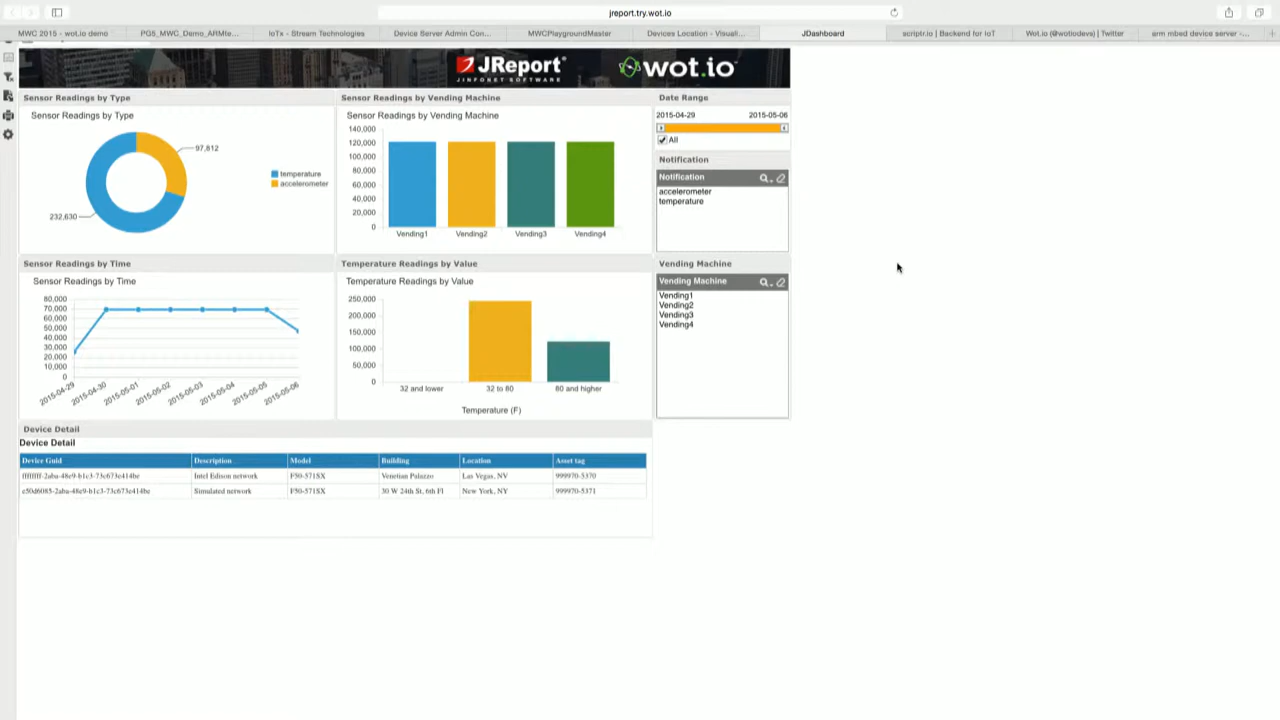 jreport.try.wot.io
MWC 2015 - wot.io demo
PGS_MWC_Demo_ARMIe...
IoTx - Stream Technologies
Device Server Admin Con...
MWCPlaygroundMaster
Devices Location - Visuali...
JDashboard
scriptr.io | Backend for IoT
Wot.io (@wotiodevs) | Twitter
arm mbed device server -...
JReport
JINFONET SOFTWARE
wot.io
Sensor Readings by Type
Sensor Readings by Type
97,812
232,630
temperature
accelerometer
Sensor Readings by Vending Machine
Sensor Readings by Vending Machine
140,000
120,000
100,000
80,000
60,000
40,000
20,000
0
Vending1 Vending2 Vending3 Vending4
Date Range
2015-04-29 2015-05-06
All
Notification
Notification
accelerometer
temperature
Sensor Readings by Time
Sensor Readings by Time
80,000
70,000
60,000
50,000
40,000
30,000
20,000
10,000
0
2015-04-29 2015-04-30 2015-05-01 2015-05-02 2015-05-03 2015-05-04 2015-05-05 2015-05-06
Temperature Readings by Value
Temperature Readings by Value
250,000
200,000
150,000
100,000
50,000
0
32 and lower 32 to 80 80 and higher
Temperature (F)
Vending Machine
Vending Machine
Vending1
Vending2
Vending3
Vending4
Device Detail
Device Detail
Device Guid Description Model Building Location Asset tag
Intel Edison network F50-571SX Venetian Palazzo Las Vegas, NV 999970-5370
Simulated network F50-571SX 30 W 24th St, 6th Fl New York, NY 999970-5371